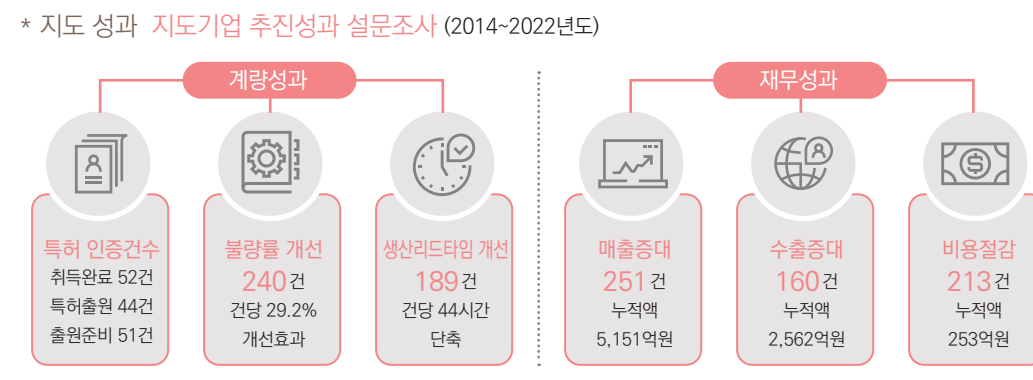 * 지도 성과 지도기업 추진성과 설문조사 (2014~2022년도)
계량성과
특허 인증건수
취득완료 52건
특허출원 44건
출원준비 51건
불량률 개선
240건
건당 29.2%
개선효과
생산리드타임 개선
189건
건당 44시간
단축
재무성과
매출증대
251건
누적액
5,151억원
수출증대
160건
누적액
2,562억원
비용절감
213건
누적액
253억원